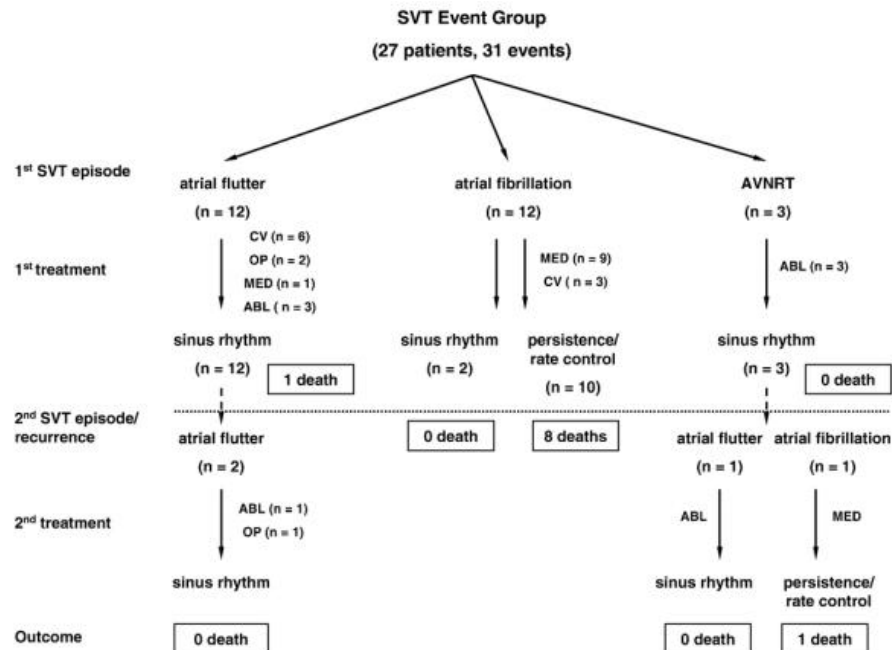 SVT Event Group
(27 patients, 31 events)
1st SVT episode
atrial flutter
(n = 12)
atrial fibrillation
(n = 12)
AVNRT
(n = 3)
1st treatment
CV (n = 6)
OP (n = 2)
MED (n = 1)
ABL ( n = 3)
MED (n = 9)
CV ( n = 3)
ABL (n = 3)
sinus rhythm
(n = 12)
1 death
sinus rhythm
(n = 2)
persistence/
rate control
(n = 10)
sinus rhythm
(n = 3)
0 death
2nd SVT episode/
recurrence
atrial flutter
(n = 2)
0 death
8 deaths
atrial flutter
(n = 1)
atrial fibrillation
(n = 1)
2nd treatment
ABL (n = 1)
OP (n = 1)
ABL
MED
sinus rhythm
sinus rhythm
persistence/
rate control
Outcome
0 death
0 death
1 death